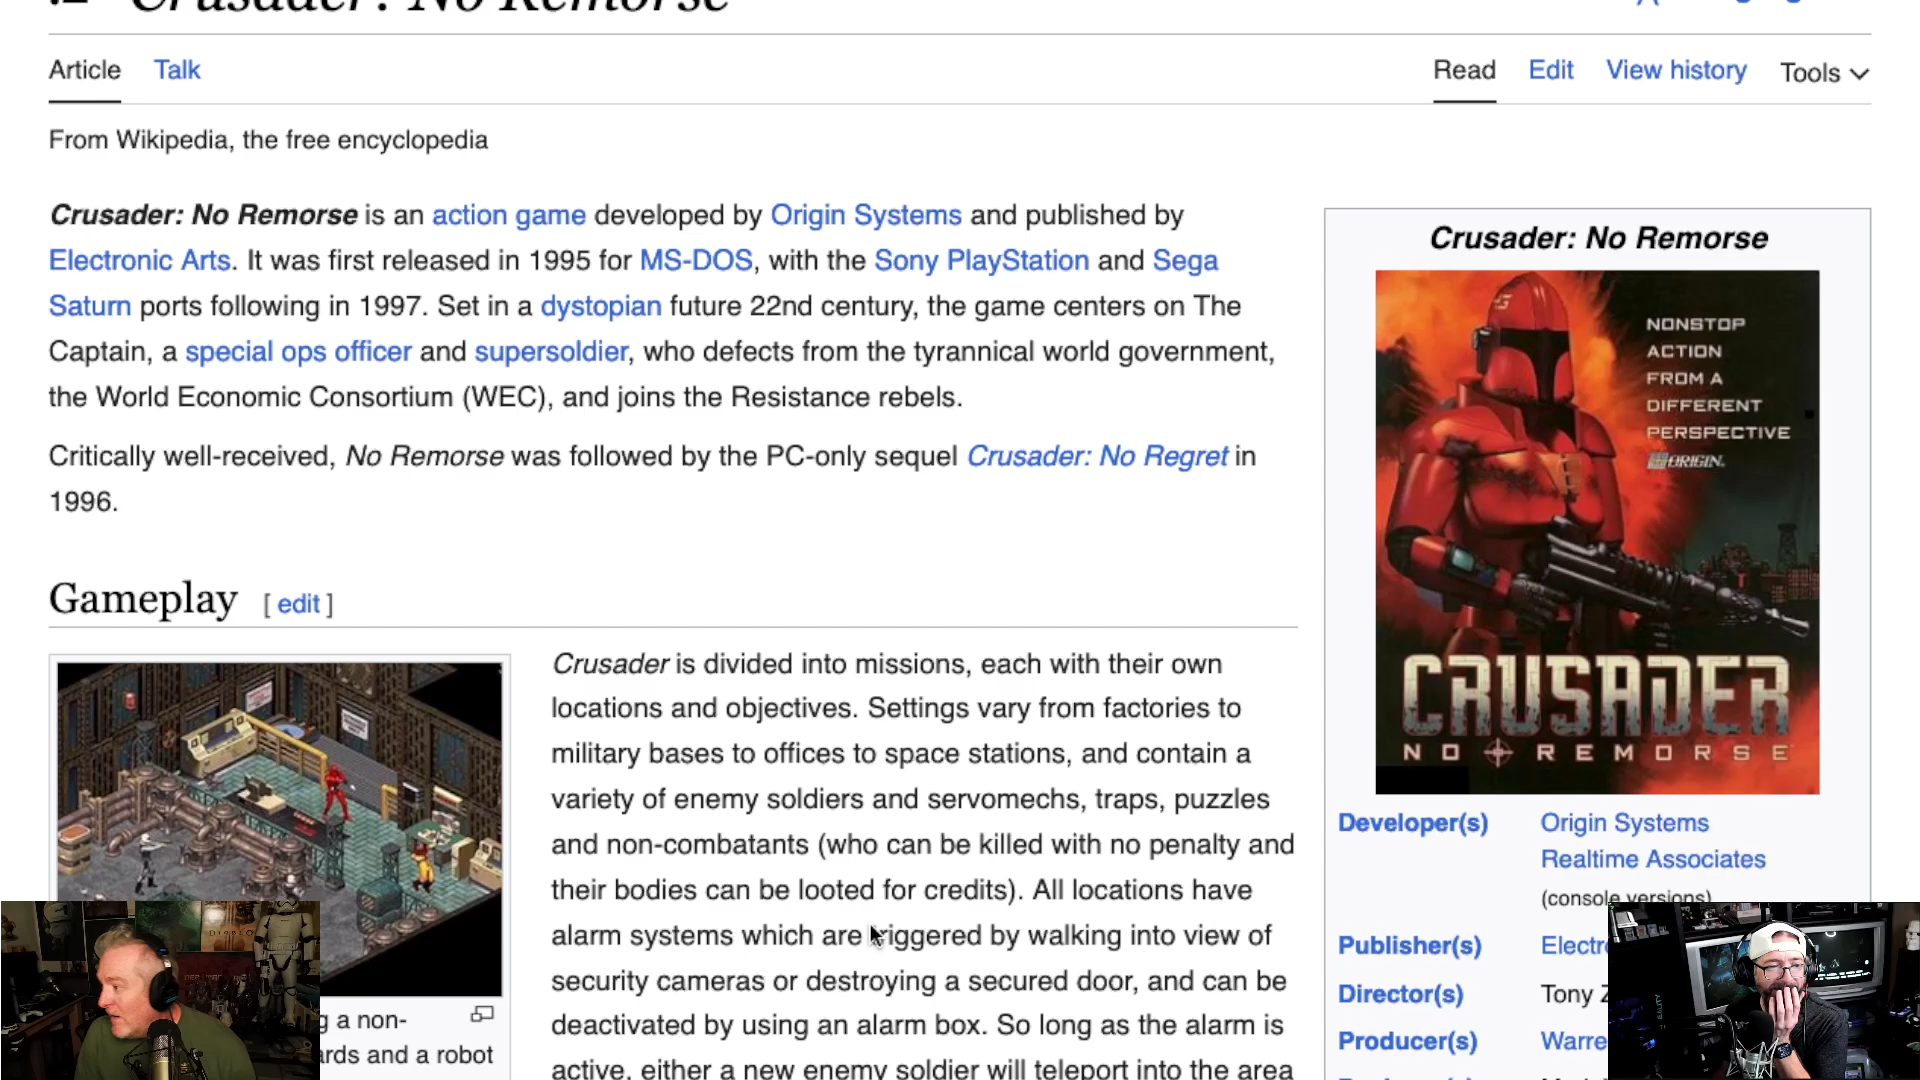 Crusader: No Remorse
Article Talk Read Edit View history Tools
From Wikipedia, the free encyclopedia
Crusader: No Remorse is an action game developed by Origin Systems and published by
Electronic Arts. It was first released in 1995 for MS-DOS, with the Sony PlayStation and Sega
Saturn ports following in 1997. Set in a dystopian future 22nd century, the game centers on The
Captain, a special ops officer and supersoldier, who defects from the tyrannical world government,
the World Economic Consortium (WEC), and joins the Resistance rebels.
Critically well-received, No Remorse was followed by the PC-only sequel Crusader: No Regret in
1996.
Gameplay [ edit ]
Crusader is divided into missions, each with their own
locations and objectives. Settings vary from factories to
military bases to offices to space stations, and contain a
variety of enemy soldiers and servomechs, traps, puzzles
and non-combatants (who can be killed with no penalty and
their bodies can be looted for credits). All locations have
alarm systems which are triggered by walking into view of
security cameras or destroying a secured door, and can be
deactivated by using an alarm box. So long as the alarm is
active, either a new enemy soldier will teleport into the area
g a non-
ards and a robot
Crusader: No Remorse
NONSTOP
ACTION
FROM A
DIFFERENT
PERSPECTIVE
ORIGIN
CRUSADER
NO REMORSE
Developer(s) Origin Systems
Realtime Associates
(console versions)
Publisher(s) Electr
Director(s) Tony Z
Producer(s) Warre